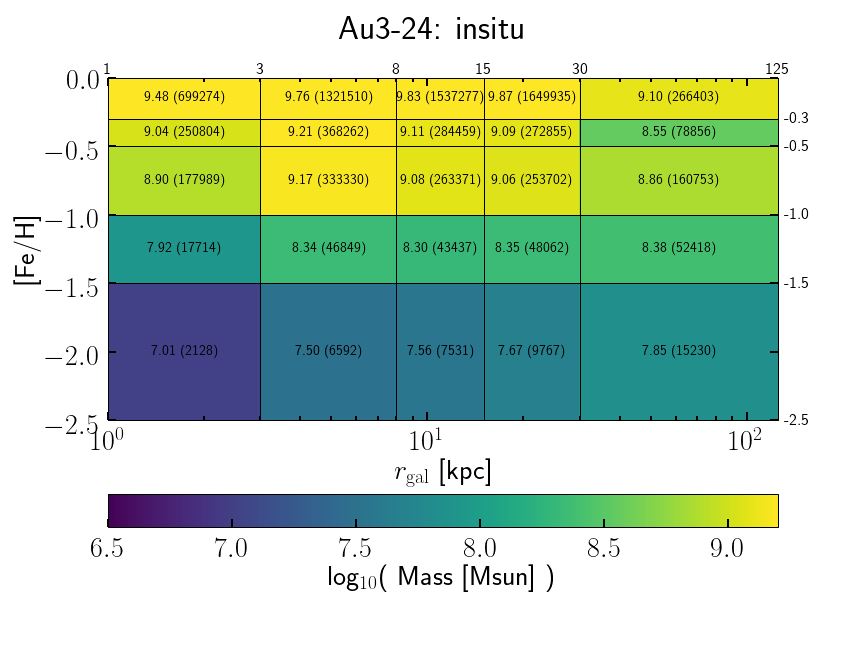 Au3-24: insitu
1 3 8 15 30 125
0.0
9.48 (699274) 9.76 (1321510) 9.83 (1537277) 9.87 (1649935) 9.10 (266403)
-0.3
9.04 (250804) 9.21 (368262) 9.11 (284459) 9.09 (272855) 8.55 (78856)
−0.5 -0.5
8.90 (177989) 9.17 (333330) 9.08 (263371) 9.06 (253702) 8.86 (160753)
−1.0 -1.0
7.92 (17714) 8.34 (46849) 8.30 (43437) 8.35 (48062) 8.38 (52418)
−1.5 -1.5
7.01 (2128) 7.50 (6592) 7.56 (7531) 7.67 (9767) 7.85 (15230)
−2.0
−2.5 -2.5
[Fe/H]
10⁰ 10¹ 10²
r_gal [kpc]
6.5 7.0 7.5 8.0 8.5 9.0
log₁₀( Mass [Msun] )